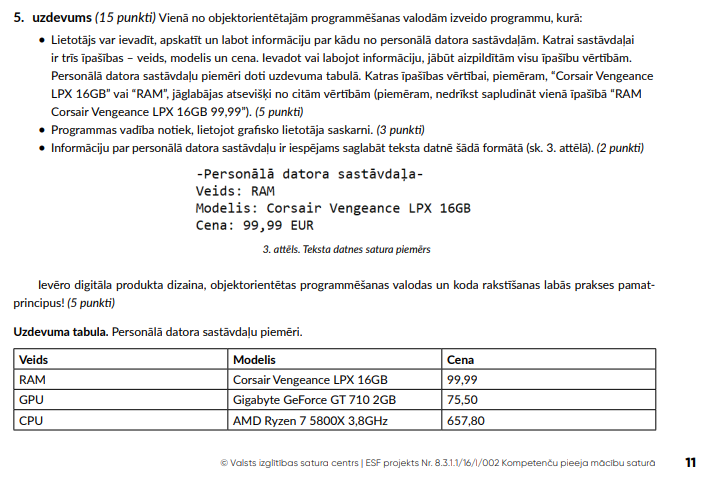 5. uzdevums (15 punkti) Vienā no objektorientētajām programmēšanas valodām izveido programmu, kurā:
• Lietotājs var ievadīt, apskatīt un labot informāciju par kādu no personālā datora sastāvdaļām. Katrai sastāvdaļai
ir trīs īpašības – veids, modelis un cena. Ievadot vai labojot informāciju, jābūt aizpildītām visu īpašību vērtībām.
Personālā datora sastāvdaļu piemēri doti uzdevuma tabulā. Katras īpašības vērtībai, piemēram, “Corsair Vengeance
LPX 16GB” vai “RAM”, jāglabājas atsevišķi no citām vērtībām (piemēram, nedrīkst sapludināt vienā īpašībā “RAM
Corsair Vengeance LPX 16GB 99,99”). (5 punkti)
• Programmas vadība notiek, lietojot grafisko lietotāja saskarni. (3 punkti)
• Informāciju par personālā datora sastāvdaļu ir iespējams saglabāt teksta datnē šādā formātā (sk. 3. attēlā). (2 punkti)
-Personālā datora sastāvdaļa-
Veids: RAM
Modelis: Corsair Vengeance LPX 16GB
Cena: 99,99 EUR
3. attēls. Teksta datnes satura piemērs
Ievēro digitāla produkta dizaina, objektorientētas programmēšanas valodas un koda rakstīšanas labās prakses pamat-
principus! (5 punkti)
Uzdevuma tabula. Personālā datora sastāvdaļu piemēri.
Veids Modelis Cena
RAM Corsair Vengeance LPX 16GB 99,99
GPU Gigabyte GeForce GT 710 2GB 75,50
CPU AMD Ryzen 7 5800X 3,8GHz 657,80
© Valsts izglītības satura centrs | ESF projekts Nr. 8.3.1.1/16/I/002 Kompetenču pieeja mācību saturā 11